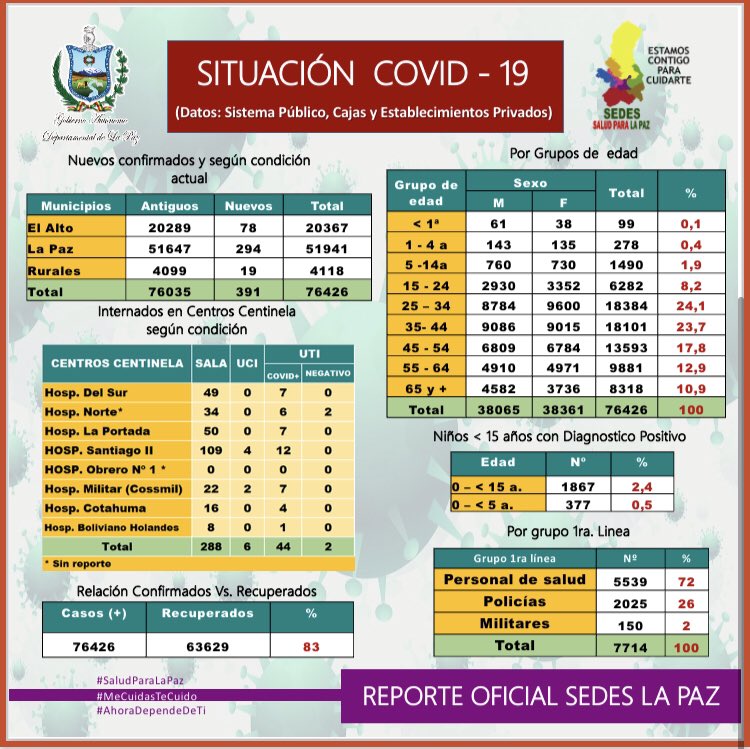 Gobierno Autónomo
Departamental de La Paz
SITUACIÓN COVID - 19
(Datos: Sistema Público, Cajas y Establecimientos Privados)
ESTAMOS
CONTIGO
PARA
CUIDARTE
SEDES
SALUD PARA LA PAZ
Nuevos confirmados y según condición
actual
Municipios Antiguos Nuevos Total
El Alto 20289 78 20367
La Paz 51647 294 51941
Rurales 4099 19 4118
Total 76035 391 76426
Internados en Centros Centinela
según condición
CENTROS CENTINELA SALA UCI UTI
COVID+ NEGATIVO
Hosp. Del Sur 49 0 7 0
Hosp. Norte* 34 0 6 2
Hosp. La Portada 50 0 7 0
HOSP. Santiago II 109 4 12 0
HOSP. Obrero Nº 1 * 0 0 0 0
Hosp. Militar (Cossmil) 22 2 7 0
Hosp. Cotahuma 16 0 4 0
Hosp. Boliviano Holandes 8 0 1 0
Total 288 6 44 2
* Sin reporte
Relación Confirmados Vs. Recuperados
Casos (+) Recuperados %
76426 63629 83
Por Grupos de edad
Grupo de edad Sexo Total %
M F
< 1ª 61 38 99 0,1
1 - 4 a 143 135 278 0,4
5 -14a 760 730 1490 1,9
15 - 24 2930 3352 6282 8,2
25 – 34 8784 9600 18384 24,1
35- 44 9086 9015 18101 23,7
45 - 54 6809 6784 13593 17,8
55 - 64 4910 4971 9881 12,9
65 y + 4582 3736 8318 10,9
Total 38065 38361 76426 100
Niños < 15 años con Diagnostico Positivo
Edad Nº %
0 – < 15 a. 1867 2,4
0 – < 5 a. 377 0,5
Por grupo 1ra. Linea
Grupo 1ra línea Nº %
Personal de salud 5539 72
Policías 2025 26
Militares 150 2
Total 7714 100
#SaludParaLaPaz
#MeCuidasTeCuido
#AhoraDependeDeTi
REPORTE OFICIAL SEDES LA PAZ